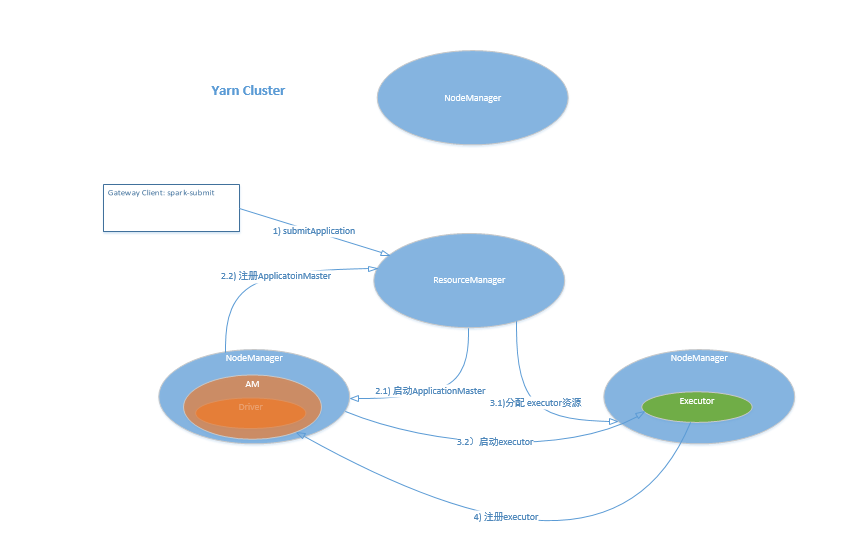 Yarn Cluster
NodeManager
Gateway Client: spark-submit
1) submitApplication
2.2) 注册ApplicatoinMaster
ResourceManager
NodeManager
AM
Driver
2.1) 启动ApplicationMaster
3.1)分配 executor资源
NodeManager
Executor
3.2）启动executor
4) 注册executor